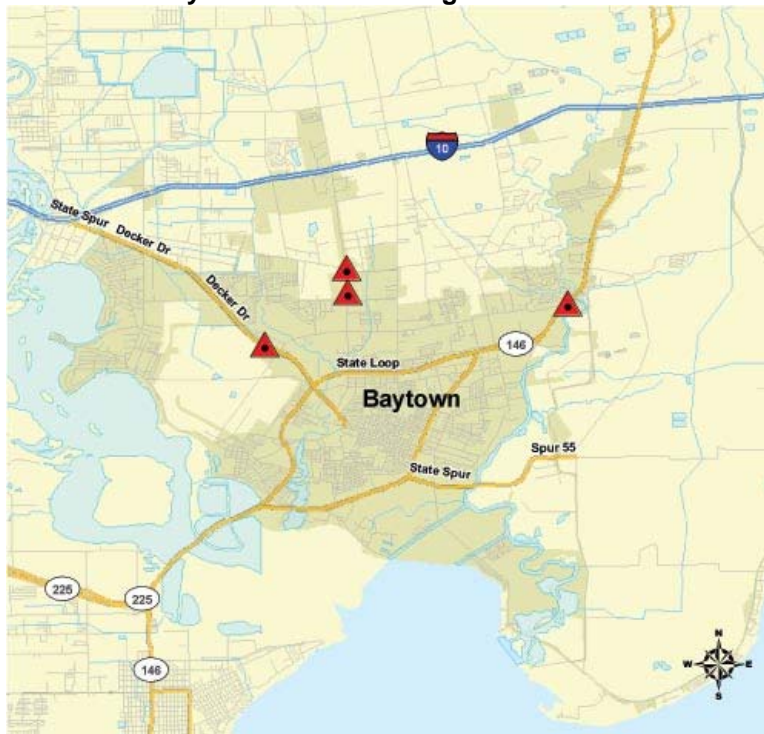 10
State Spur Decker Dr
Decker Dr
146
State Loop
Baytown
Spur 55
State Spur
225
225
146
N
W E
S